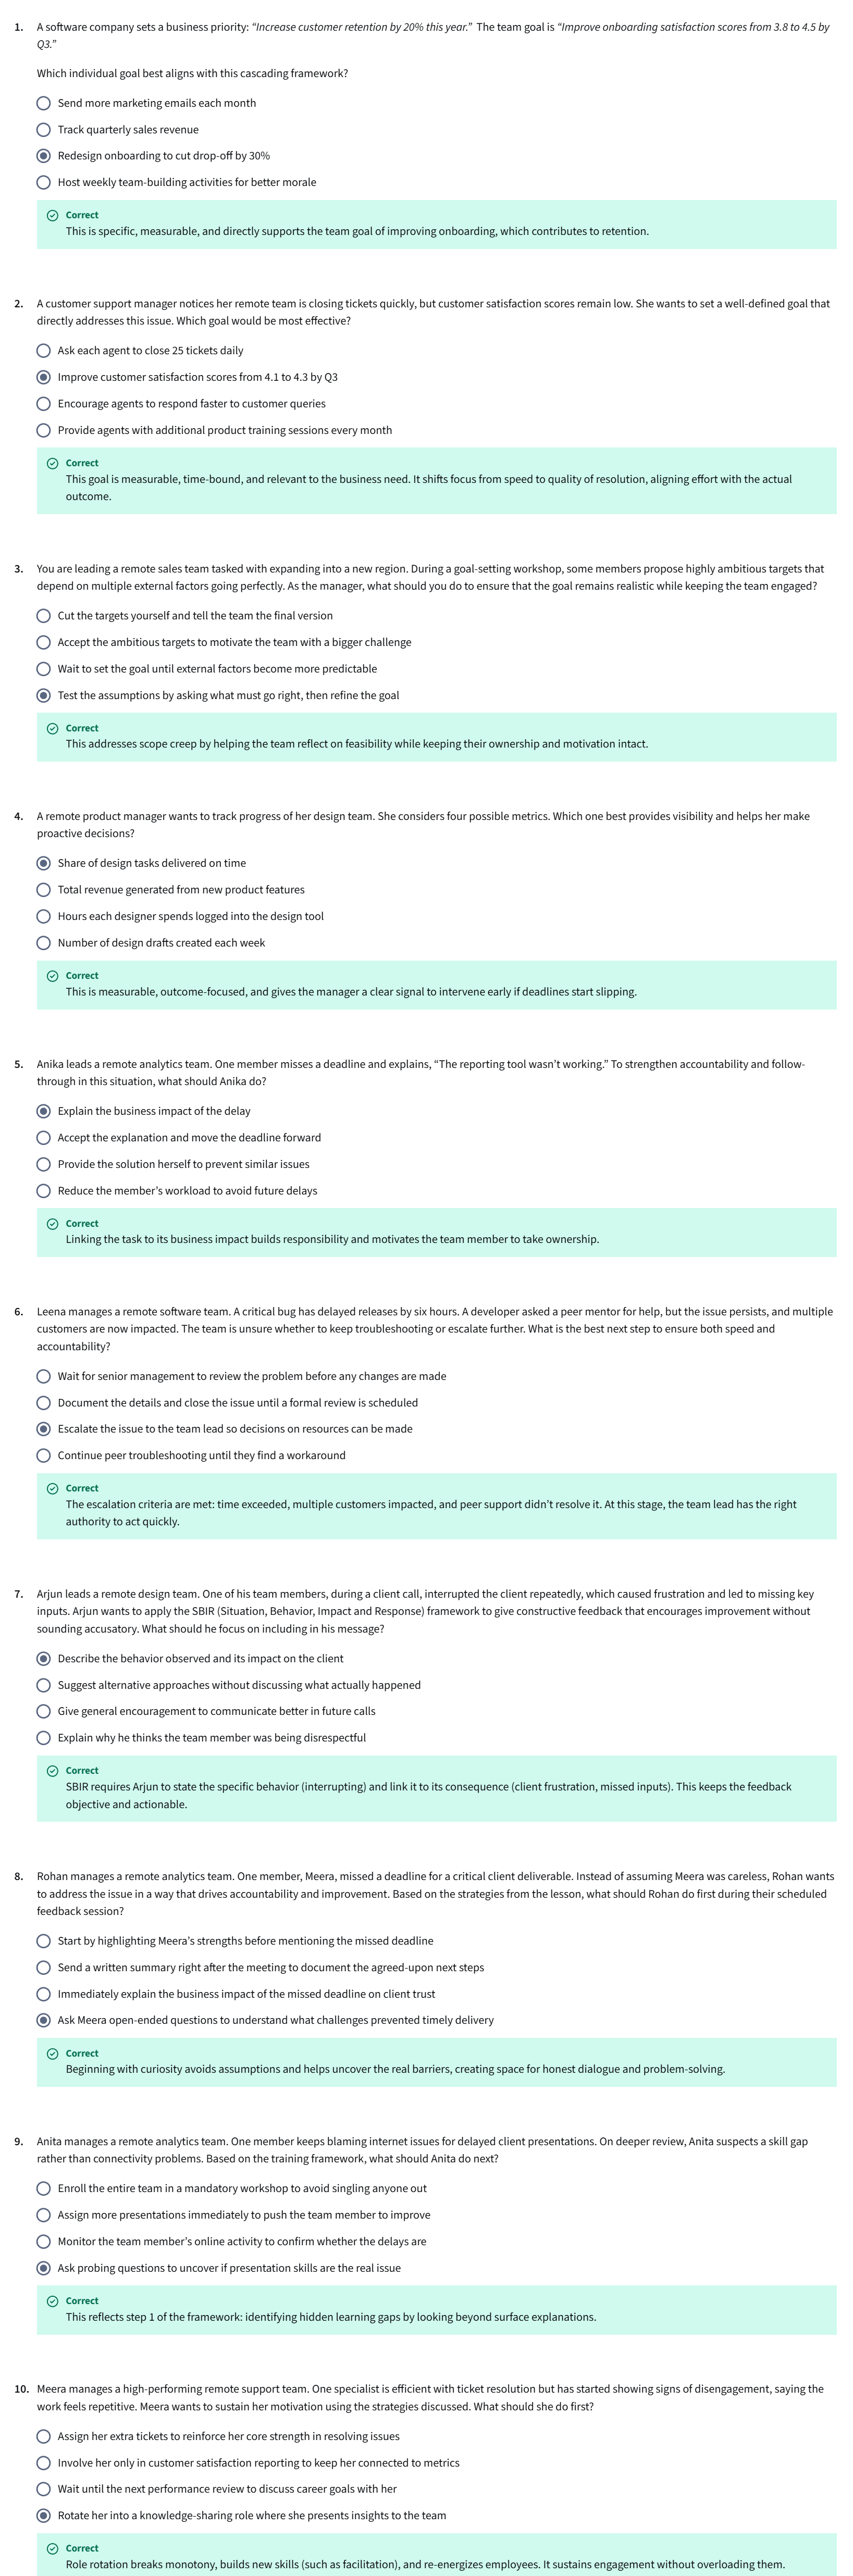 1. A software company sets a business priority: “Increase customer retention by 20% this year.” The team goal is “Improve onboarding satisfaction scores from 3.8 to 4.5 by
Q3.”
Which individual goal best aligns with this cascading framework?
Send more marketing emails each month
Track quarterly sales revenue
Redesign onboarding to cut drop-off by 30%
Host weekly team-building activities for better morale
Correct
This is specific, measurable, and directly supports the team goal of improving onboarding, which contributes to retention.
2. A customer support manager notices her remote team is closing tickets quickly, but customer satisfaction scores remain low. She wants to set a well-defined goal that
directly addresses this issue. Which goal would be most effective?
Ask each agent to close 25 tickets daily
Improve customer satisfaction scores from 4.1 to 4.3 by Q3
Encourage agents to respond faster to customer queries
Provide agents with additional product training sessions every month
Correct
This goal is measurable, time-bound, and relevant to the business need. It shifts focus from speed to quality of resolution, aligning effort with the actual
outcome.
3. You are leading a remote sales team tasked with expanding into a new region. During a goal-setting workshop, some members propose highly ambitious targets that
depend on multiple external factors going perfectly. As the manager, what should you do to ensure that the goal remains realistic while keeping the team engaged?
Cut the targets yourself and tell the team the final version
Accept the ambitious targets to motivate the team with a bigger challenge
Wait to set the goal until external factors become more predictable
Test the assumptions by asking what must go right, then refine the goal
Correct
This addresses scope creep by helping the team reflect on feasibility while keeping their ownership and motivation intact.
4. A remote product manager wants to track progress of her design team. She considers four possible metrics. Which one best provides visibility and helps her make
proactive decisions?
Share of design tasks delivered on time
Total revenue generated from new product features
Hours each designer spends logged into the design tool
Number of design drafts created each week
Correct
This is measurable, outcome-focused, and gives the manager a clear signal to intervene early if deadlines start slipping.
5. Anika leads a remote analytics team. One member misses a deadline and explains, “The reporting tool wasn’t working.” To strengthen accountability and follow-
through in this situation, what should Anika do?
Explain the business impact of the delay
Accept the explanation and move the deadline forward
Provide the solution herself to prevent similar issues
Reduce the member’s workload to avoid future delays
Correct
Linking the task to its business impact builds responsibility and motivates the team member to take ownership.
6. Leena manages a remote software team. A critical bug has delayed releases by six hours. A developer asked a peer mentor for help, but the issue persists, and multiple
customers are now impacted. The team is unsure whether to keep troubleshooting or escalate further. What is the best next step to ensure both speed and
accountability?
Wait for senior management to review the problem before any changes are made
Document the details and close the issue until a formal review is scheduled
Escalate the issue to the team lead so decisions on resources can be made
Continue peer troubleshooting until they find a workaround
Correct
The escalation criteria are met: time exceeded, multiple customers impacted, and peer support didn’t resolve it. At this stage, the team lead has the right
authority to act quickly.
7. Arjun leads a remote design team. One of his team members, during a client call, interrupted the client repeatedly, which caused frustration and led to missing key
inputs. Arjun wants to apply the SBIR (Situation, Behavior, Impact and Response) framework to give constructive feedback that encourages improvement without
sounding accusatory. What should he focus on including in his message?
Describe the behavior observed and its impact on the client
Suggest alternative approaches without discussing what actually happened
Give general encouragement to communicate better in future calls
Explain why he thinks the team member was being disrespectful
Correct
SBIR requires Arjun to state the specific behavior (interrupting) and link it to its consequence (client frustration, missed inputs). This keeps the feedback
objective and actionable.
8. Rohan manages a remote analytics team. One member, Meera, missed a deadline for a critical client deliverable. Instead of assuming Meera was careless, Rohan wants
to address the issue in a way that drives accountability and improvement. Based on the strategies from the lesson, what should Rohan do first during their scheduled
feedback session?
Start by highlighting Meera’s strengths before mentioning the missed deadline
Send a written summary right after the meeting to document the agreed-upon next steps
Immediately explain the business impact of the missed deadline on client trust
Ask Meera open-ended questions to understand what challenges prevented timely delivery
Correct
Beginning with curiosity avoids assumptions and helps uncover the real barriers, creating space for honest dialogue and problem-solving.
9. Anita manages a remote analytics team. One member keeps blaming internet issues for delayed client presentations. On deeper review, Anita suspects a skill gap
rather than connectivity problems. Based on the training framework, what should Anita do next?
Enroll the entire team in a mandatory workshop to avoid singling anyone out
Assign more presentations immediately to push the team member to improve
Monitor the team member’s online activity to confirm whether the delays are
Ask probing questions to uncover if presentation skills are the real issue
Correct
This reflects step 1 of the framework: identifying hidden learning gaps by looking beyond surface explanations.
10. Meera manages a high-performing remote support team. One specialist is efficient with ticket resolution but has started showing signs of disengagement, saying the
work feels repetitive. Meera wants to sustain her motivation using the strategies discussed. What should she do first?
Assign her extra tickets to reinforce her core strength in resolving issues
Involve her only in customer satisfaction reporting to keep her connected to metrics
Wait until the next performance review to discuss career goals with her
Rotate her into a knowledge-sharing role where she presents insights to the team
Correct
Role rotation breaks monotony, builds new skills (such as facilitation), and re-energizes employees. It sustains engagement without overloading them.